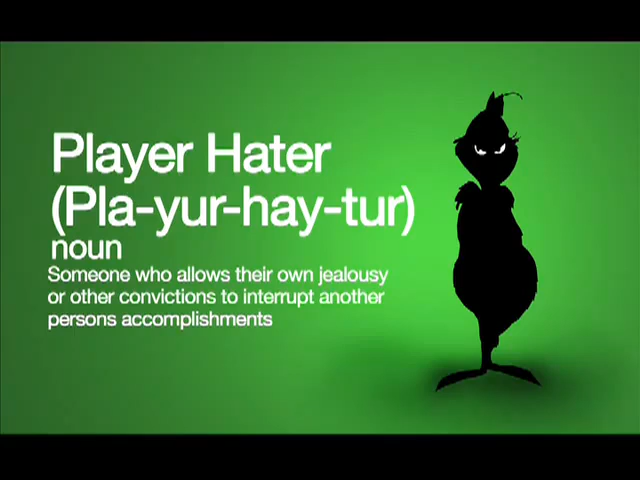 Player Hater
(Pla-yur-hay-tur)
noun
Someone who allows their own jealousy
or other convictions to interrupt another
persons accomplishments